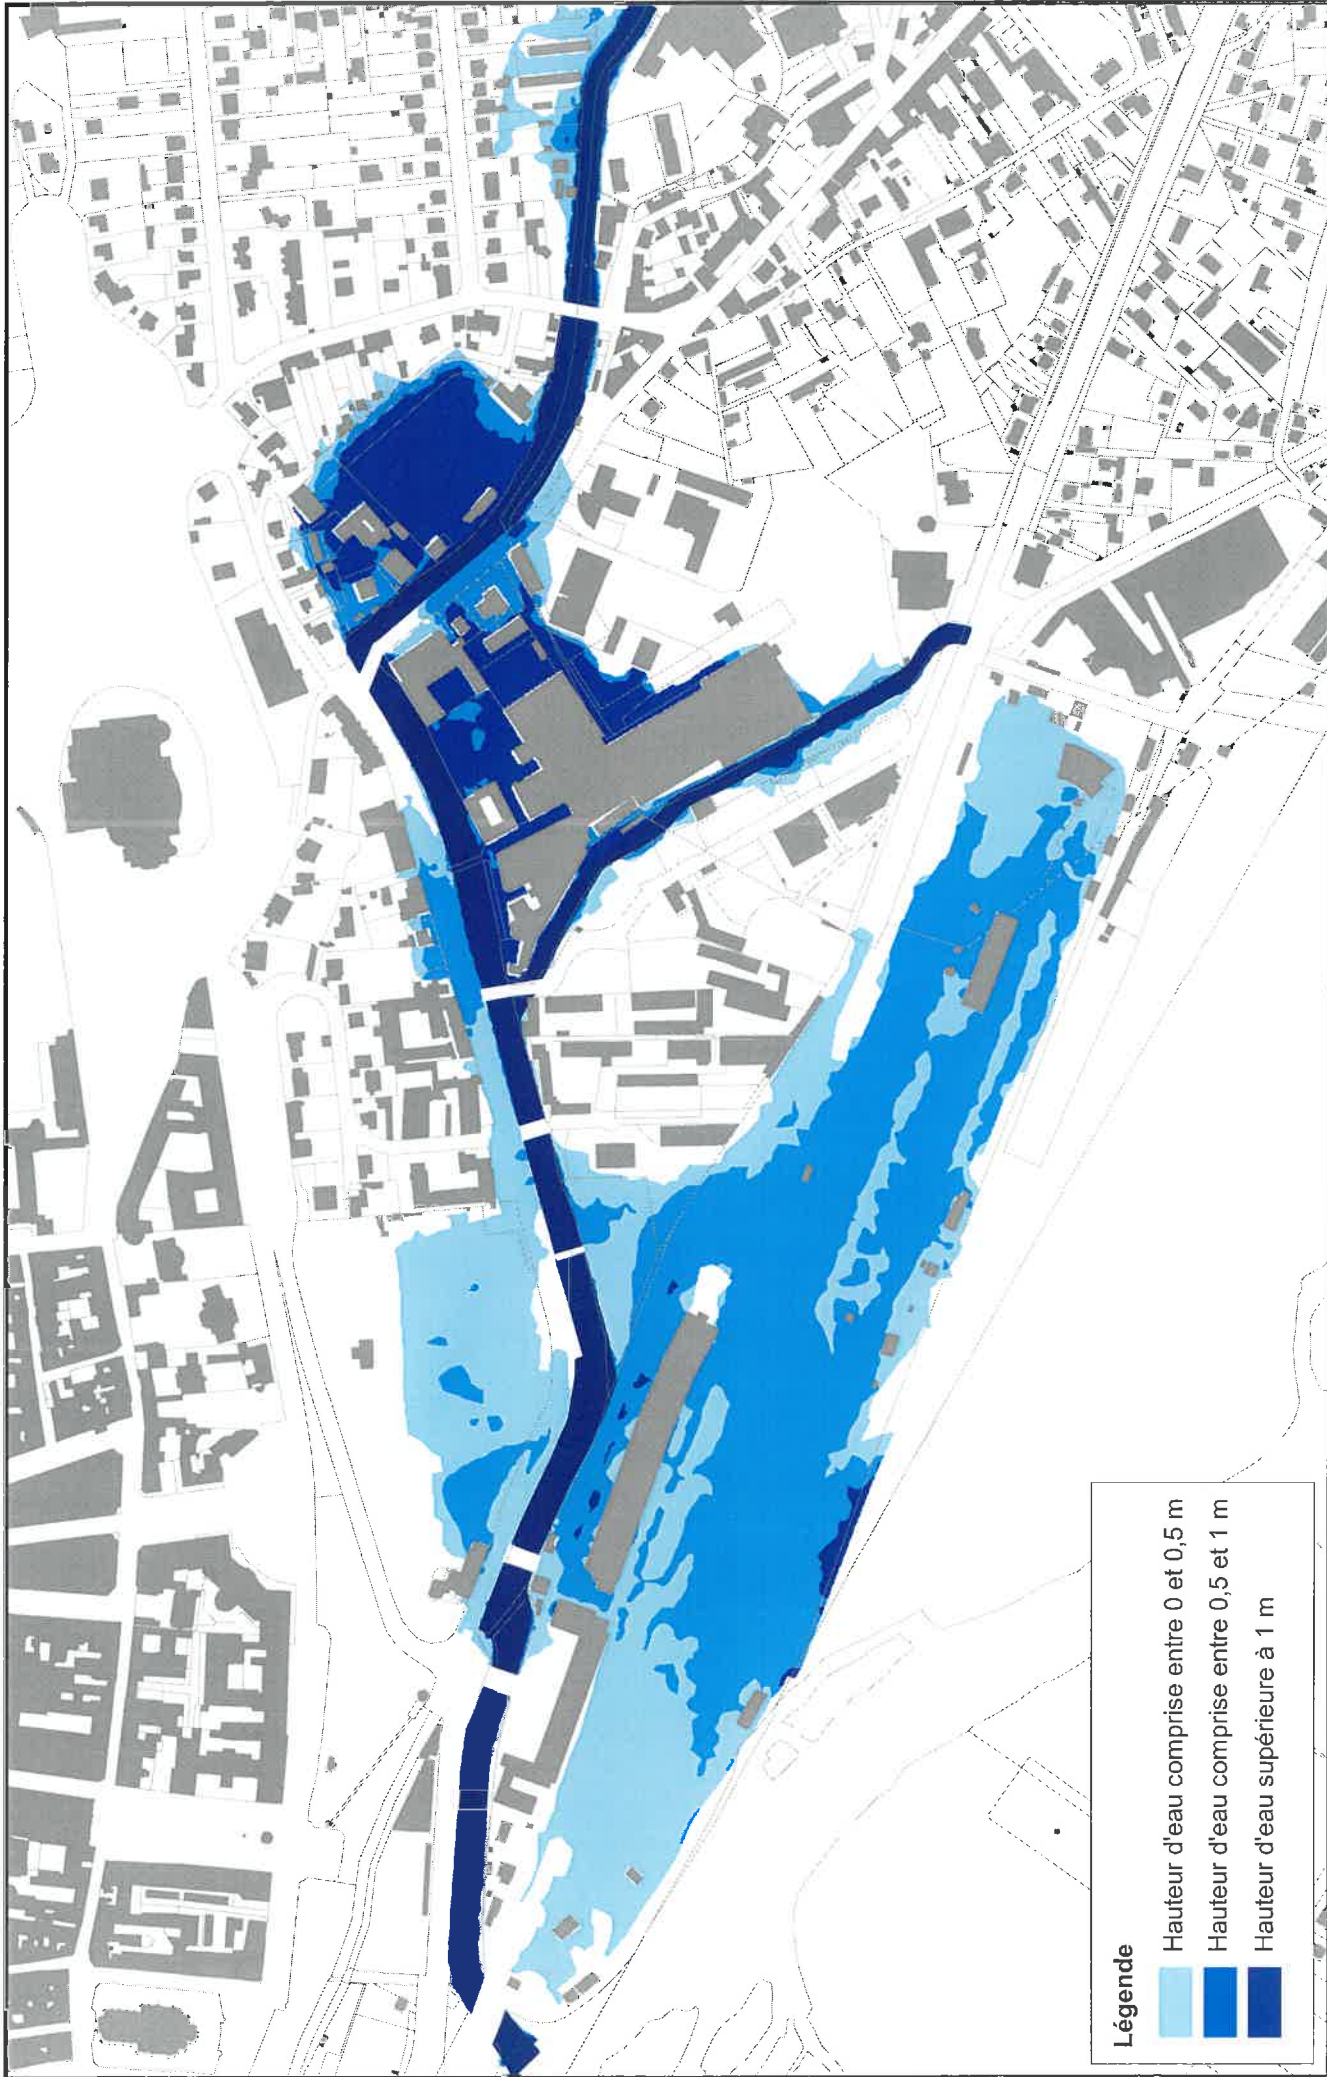 Légende
Hauteur d'eau comprise entre 0 et 0,5 m
Hauteur d'eau comprise entre 0,5 et 1 m
Hauteur d'eau supérieure à 1 m